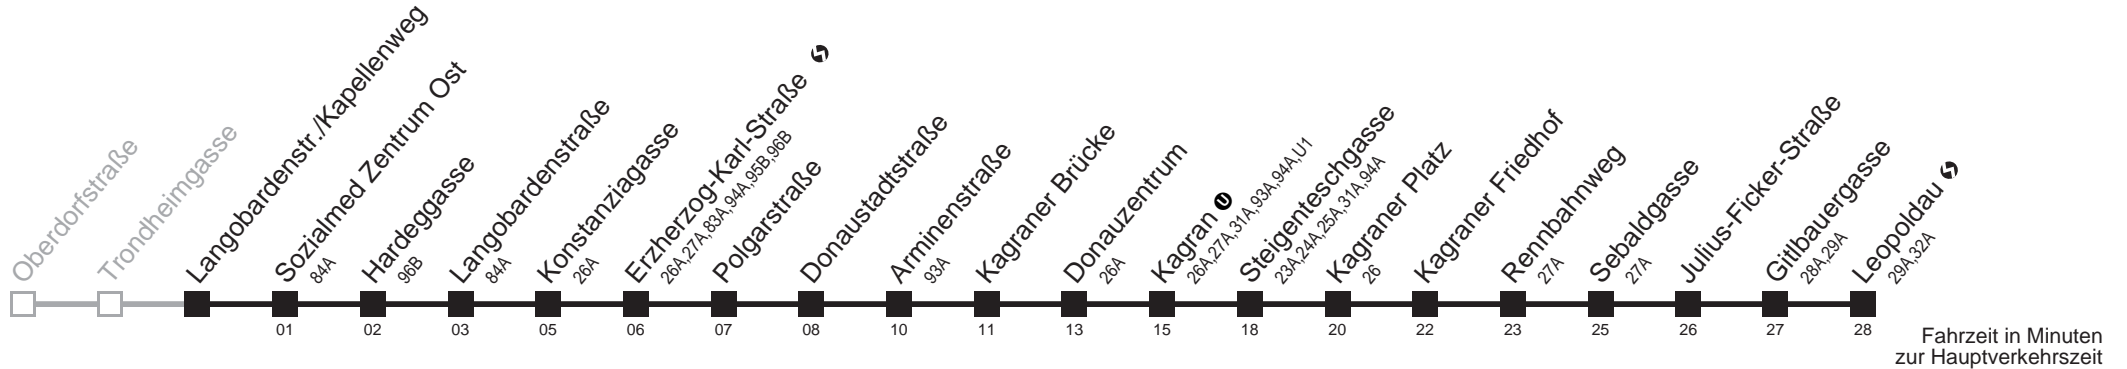 Oberdorfstraße
Trondheimgasse
Langobardenstr./Kapellenweg
Sozialmed Zentrum Ost
84A
Hardeggasse
96B
Langobardenstraße
84A
Konstanziagasse
26A
Erzherzog-Karl-Straße
26A,27A,83A,94A,95B,96B
Polgarstraße
Donaustadtstraße
Arminenstraße
93A
Kagraner Brücke
Donauzentrum
26A
Kagran U
26A,27A,31A,93A,94A,U1
Steigenteschgasse
23A,24A,25A,31A,94A
Kagraner Platz
26
Kagraner Friedhof
Rennbahnweg
27A
Sebaldgasse
27A
Julius-Ficker-Straße
Gitlbauergasse
28A,29A
Leopoldau
29A,32A
01 02 03 05 06 07 08 10 11 13 15 18 20 22 23 25 26 27 28
Fahrzeit in Minuten
zur Hauptverkehrszeit